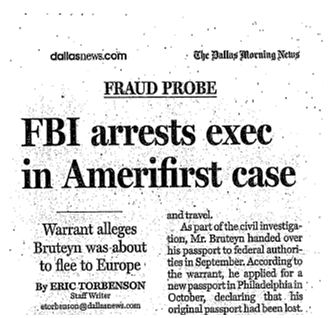 dallasnews.com
The Dallas Morning News
FRAUD PROBE
FBI arrests exec
in Amerifirst case
Warrant alleges
Bruteyn was about
to flee to Europe
By ERIC TORBENSON
Staff Writer
etorbenson@dallasnews.com
and travel.
As part of the civil investiga-
tion, Mr. Bruteyn handed over
his passport to federal authori-
ties in September. According to
the warrant, he applied for a
new passport in Philadelphia in
October, declaring that his
original passport had been lost.